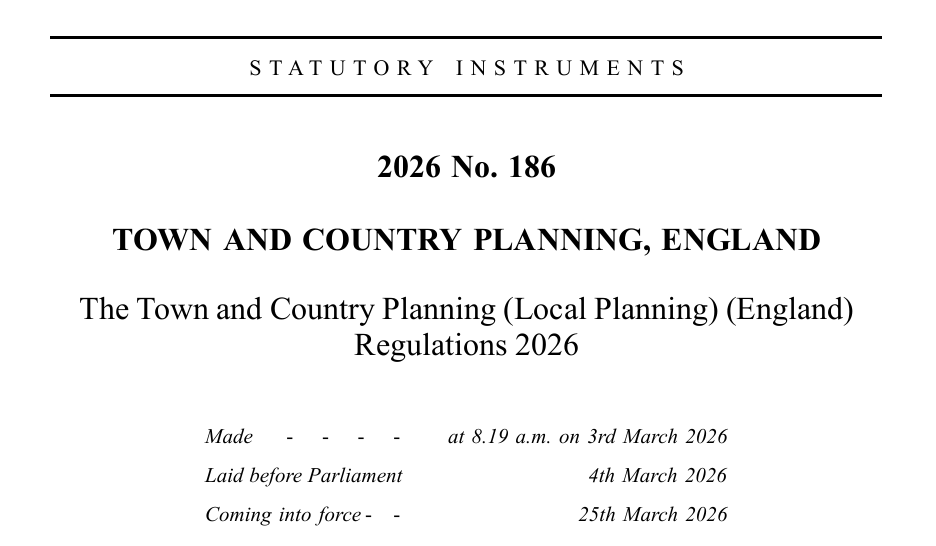 STATUTORY INSTRUMENTS
2026 No. 186
TOWN AND COUNTRY PLANNING, ENGLAND
The Town and Country Planning (Local Planning) (England)
Regulations 2026
Made - - - - at 8.19 a.m. on 3rd March 2026
Laid before Parliament 4th March 2026
Coming into force - - 25th March 2026